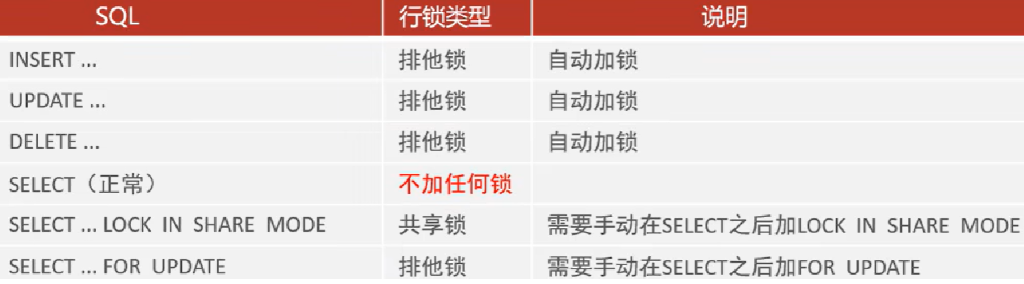 SQL 行锁类型 说明
INSERT ... 排他锁 自动加锁
UPDATE ... 排他锁 自动加锁
DELETE ... 排他锁 自动加锁
SELECT（正常） 不加任何锁
SELECT ... LOCK IN SHARE MODE 共享锁 需要手动在SELECT之后加LOCK IN SHARE MODE
SELECT ... FOR UPDATE 排他锁 需要手动在SELECT之后加FOR UPDATE